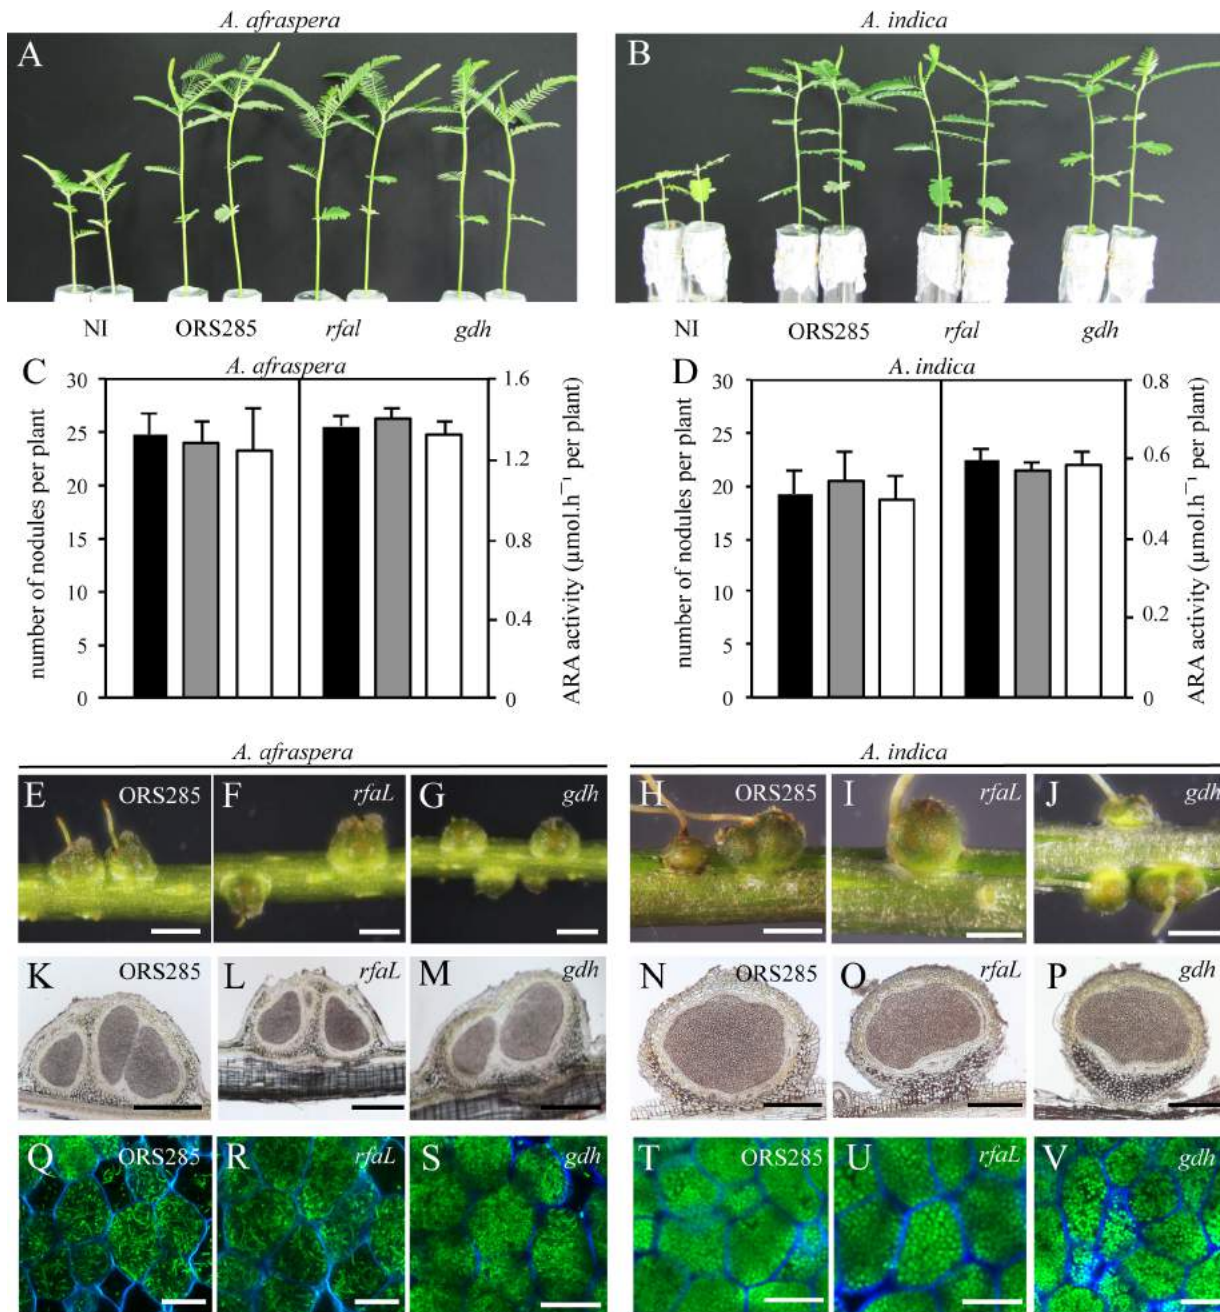 A. afraspera
A. indica
A
B
NI ORS285 rfal gdh
NI ORS285 rfal gdh
C
A. afraspera
30
25
20
15
10
5
0
number of nodules per plant
1.6
1.2
0.8
0.4
0
ARA activity (µmol.h⁻¹ per plant)
D
A. indica
30
25
20
15
10
5
0
number of nodules per plant
0.8
0.6
0.4
0.2
0
ARA activity (µmol.h⁻¹ per plant)
A. afraspera
A. indica
E ORS285 F rfaL G gdh
H ORS285 I rfaL J gdh
K ORS285 L rfaL M gdh
N ORS285 O rfaL P gdh
Q ORS285 R rfaL S gdh
T ORS285 U rfaL V gdh